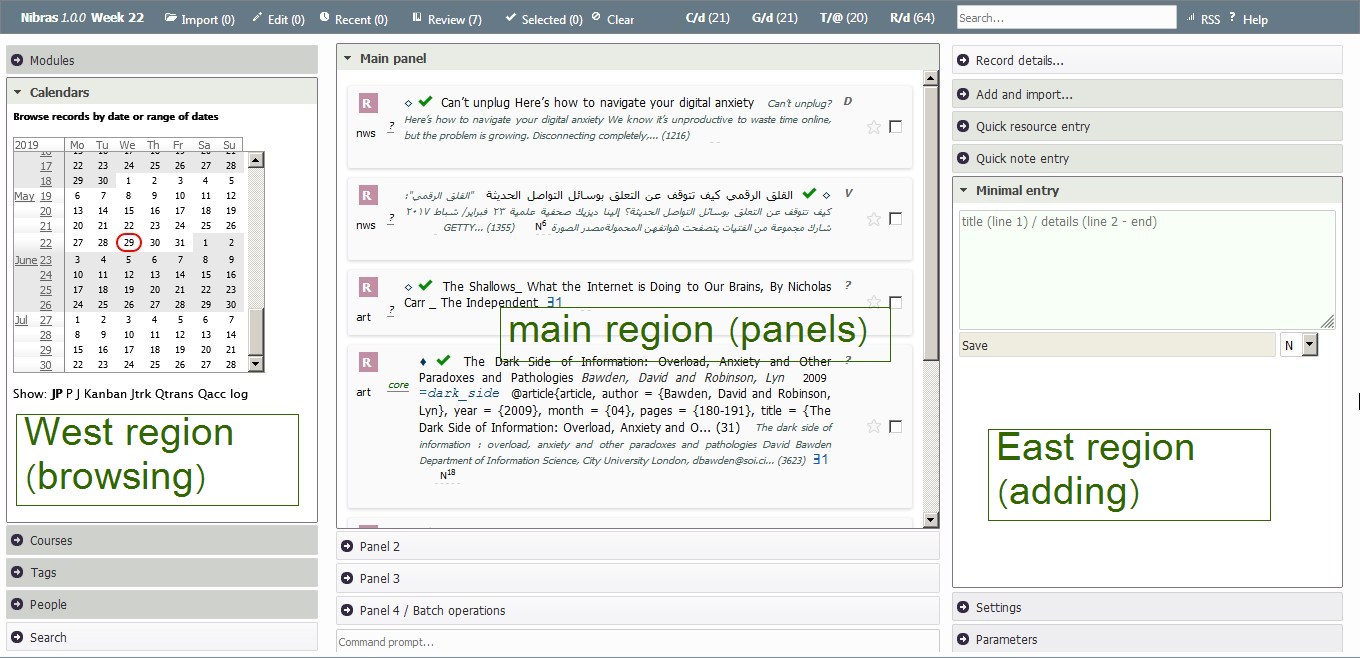 Nibras 1.0.0 Week 22 Import (0) Edit (0) Recent (0) Review (7) Selected (0) Clear C/d (21) G/d (21) T/@ (20) R/d (64) Search... RSS ? Help
Modules
Calendars
Browse records by date or range of dates
2019 Mo Tu We Th Fr Sa Su
17 22 23 24 25 26 27 28
18 29 30 1 2 3 4 5
May 19 6 7 8 9 10 11 12
20 13 14 15 16 17 18 19
21 20 21 22 23 24 25 26
22 27 28 29 30 31 1 2
June 23 3 4 5 6 7 8 9
24 10 11 12 13 14 15 16
25 17 18 19 20 21 22 23
26 24 25 26 27 28 29 30
Jul 27 1 2 3 4 5 6 7
28 8 9 10 11 12 13 14
29 15 16 17 18 19 20 21
30 22 23 24 25 26 27 28
Show: JP P J Kanban Jtrk Qtrans Qacc log
West region
(browsing)
Courses
Tags
People
Search
Main panel
R Can't unplug Here's how to navigate your digital anxiety Can't unplug? D
nws ? Here's how to navigate your digital anxiety We know it's unproductive to waste time online,
but the problem is growing. Disconnecting completely,... (1216)
R القلق الرقمي كيف تتوقف عن التعلق بوسائل التواصل الحديثة "القلق الرقمي": V
nws ? كيف تتوقف عن التعلق بوسائل التواصل الحديثة؟ إلينا ديزيك صحفية علمية ٢٣ فبراير/ شباط ٢٠١٧
شارك مجموعة من الفتيات يتصفحت هواتفهن المحمولةمصدر الصورة GETTY... (1355) N6
R The Shallows_ What the Internet is Doing to Our Brains, By Nicholas ?
art ? Carr _ The Independent ∃1
main region (panels)
R The Dark Side of Information: Overload, Anxiety and Other ?
art core Paradoxes and Pathologies Bawden, David and Robinson, Lyn 2009
=dark_side @article{article, author = {Bawden, David and Robinson,
Lyn}, year = {2009}, month = {04}, pages = {180-191}, title = {The
Dark Side of Information: Overload, Anxiety and O... (31) The dark side of
information : overload, anxiety and other paradoxes and pathologies David Bawden
Department of Information Science, City University London, dbawden@soi.ci... (3623) ∃1
N18
Panel 2
Panel 3
Panel 4 / Batch operations
Command prompt...
Record details...
Add and import...
Quick resource entry
Quick note entry
Minimal entry
title (line 1) / details (line 2 - end)
Save N
East region
(adding)
Settings
Parameters